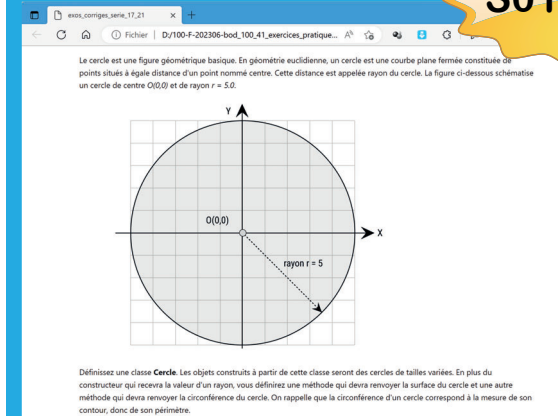 exos_corriges_serie_17_21
Fichier | D:/100-F-202306-bod_100_41_exercices_pratique...
Le cercle est une figure géométrique basique. En géométrie euclidienne, un cercle est une courbe plane fermée constituée de
points situés à égale distance d'un point nommé centre. Cette distance est appelée rayon du cercle. La figure ci-dessous schématise
un cercle de centre O(0,0) et de rayon r = 5.0.
Y
O(0,0)
X
rayon r = 5
Définissez une classe Cercle. Les objets construits à partir de cette classe seront des cercles de tailles variées. En plus du
constructeur qui recevra la valeur d'un rayon, vous définirez une méthode qui devra renvoyer la surface du cercle et une autre
méthode qui devra renvoyer la circonférence du cercle. On rappelle que la circonférence d'un cercle correspond à la mesure de son
contour, donc de son périmètre.